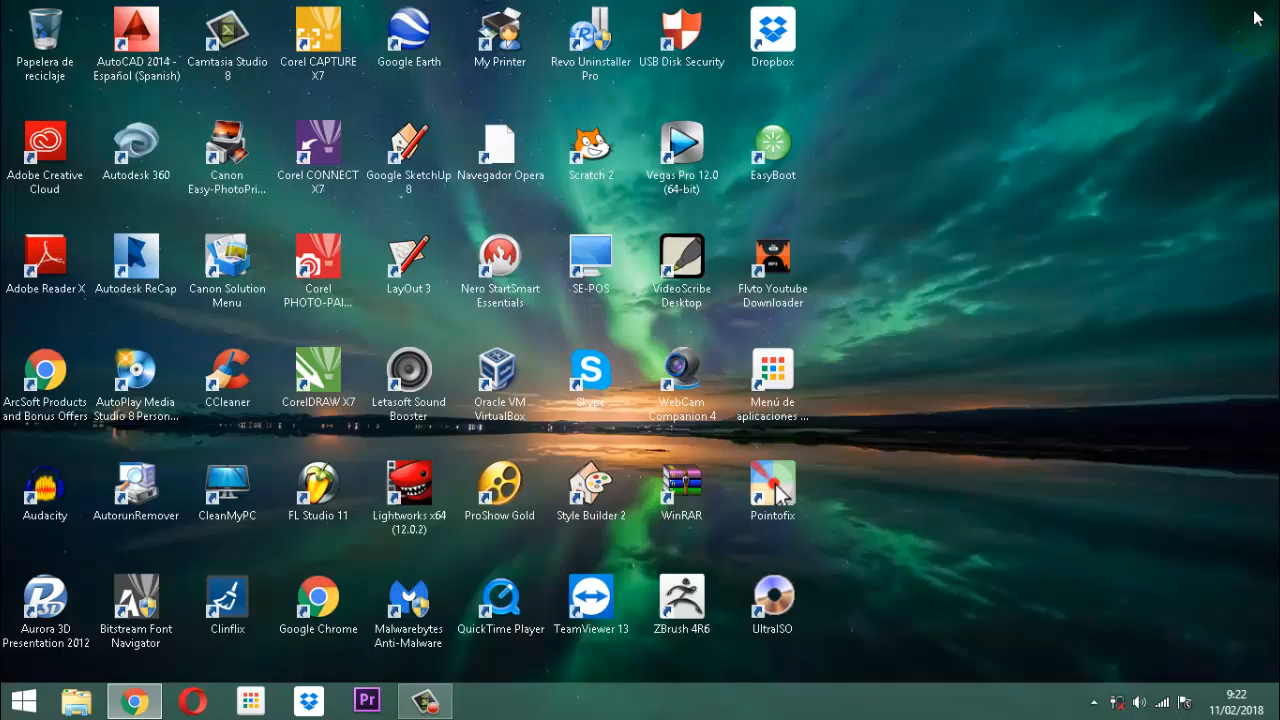 Papelera de
reciclaje
AutoCAD 2014 -
Español (Spanish)
Camtasia Studio
8
Corel CAPTURE
X7
Google Earth
My Printer
Revo Uninstaller
Pro
USB Disk Security
Dropbox
Adobe Creative
Cloud
Autodesk 360
Canon
Easy-PhotoPri...
Corel CONNECT
X7
Google SketchUp
8
Navegador Opera
Scratch 2
Vegas Pro 12.0
(64-bit)
EasyBoot
Adobe Reader X
Autodesk ReCap
Canon Solution
Menu
Corel
PHOTO-PAI...
LayOut 3
Nero StartSmart
Essentials
SE-POS
VideoScribe
Desktop
Flvto Youtube
Downloader
ArcSoft Products
and Bonus Offers
AutoPlay Media
Studio 8 Person...
CCleaner
CorelDRAW X7
Letasoft Sound
Booster
Oracle VM
VirtualBox
Skype
WebCam
Companion 4
Menú de
aplicaciones ...
Audacity
AutorunRemover
CleanMyPC
FL Studio 11
Lightworks x64
(12.0.2)
ProShow Gold
Style Builder 2
WinRAR
Pointofix
Aurora 3D
Presentation 2012
Bitstream Font
Navigator
Clinflix
Google Chrome
Malwarebytes
Anti-Malware
QuickTime Player
TeamViewer 13
ZBrush 4R6
UltraISO
Pr
9:22
11/02/2018